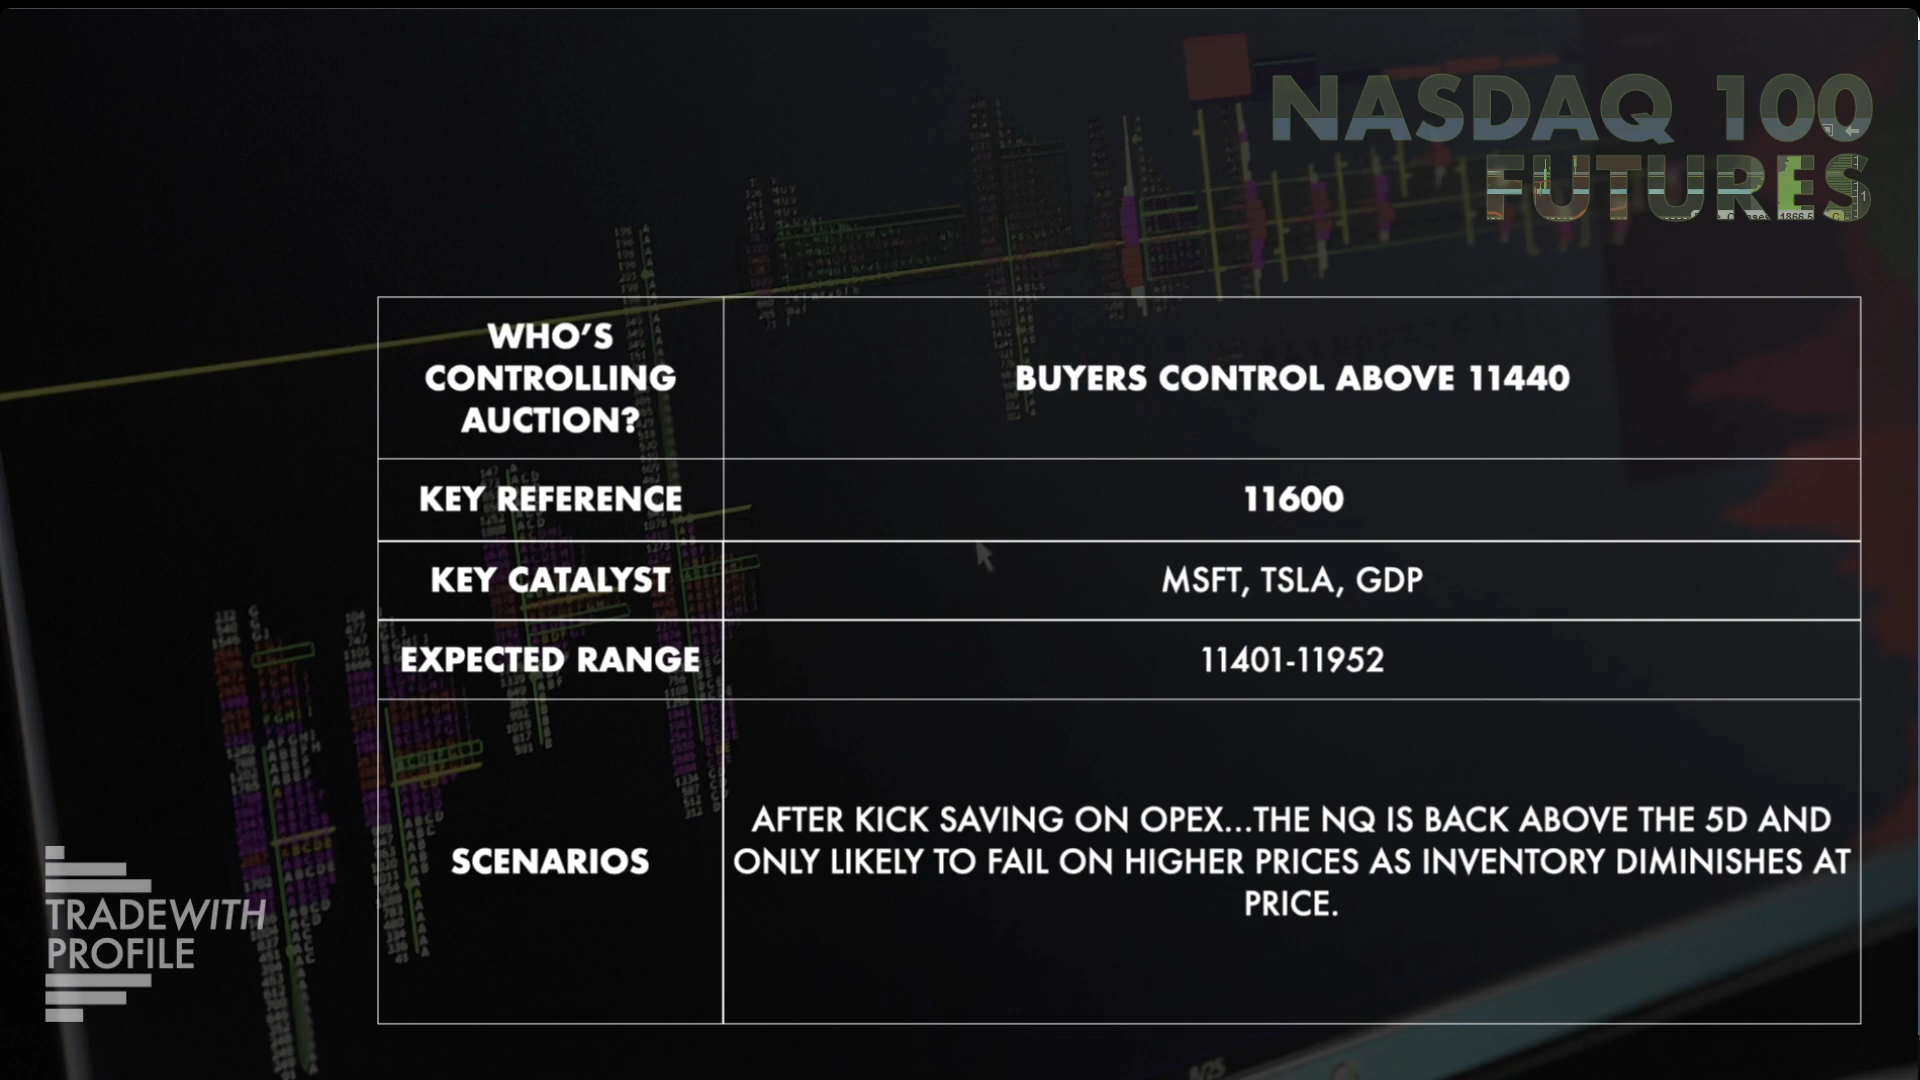 NASDAQ 100
FUTURES
WHO'S
CONTROLLING
AUCTION?
BUYERS CONTROL ABOVE 11440
KEY REFERENCE
11600
KEY CATALYST
MSFT, TSLA, GDP
EXPECTED RANGE
11401-11952
SCENARIOS
AFTER KICK SAVING ON OPEX...THE NQ IS BACK ABOVE THE 5D AND
ONLY LIKELY TO FAIL ON HIGHER PRICES AS INVENTORY DIMINISHES AT
PRICE.
TRADEWITH
PROFILE